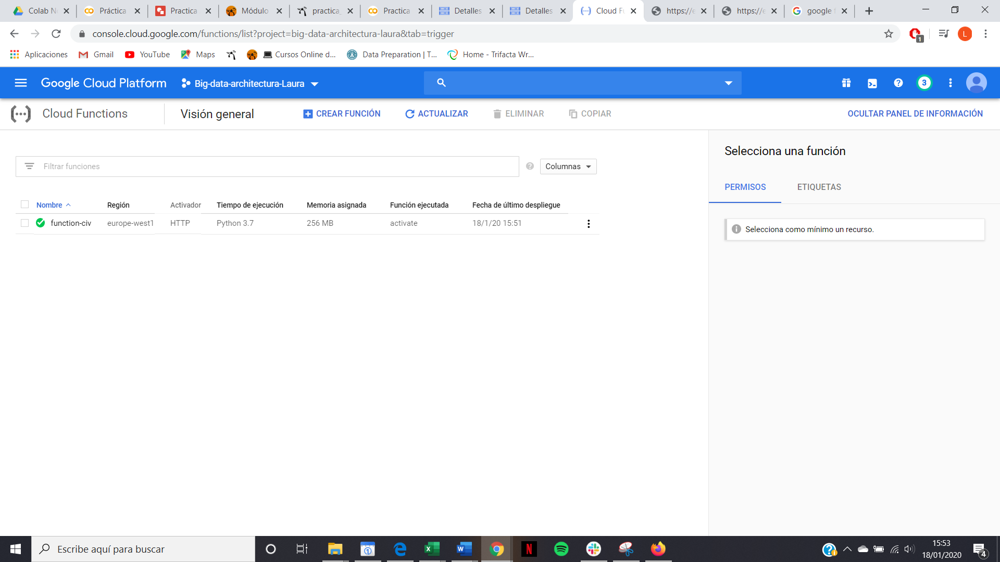 Colab N
Práctica
Practica
Módulo
practica_
Practica
Detalles
Detalles
Cloud Fu
https://e
https://e
google f
console.cloud.google.com/functions/list?project=big-data-architectura-laura&tab=trigger
1
L
Aplicaciones
Gmail
YouTube
Maps
Cursos Online d...
Data Preparation | T...
Home - Trifacta Wr...
Google Cloud Platform
Big-data-architectura-Laura
3
Cloud Functions
Visión general
CREAR FUNCIÓN
ACTUALIZAR
ELIMINAR
COPIAR
OCULTAR PANEL DE INFORMACIÓN
Filtrar funciones
Columnas
Nombre Región Activador Tiempo de ejecución Memoria asignada Función ejecutada Fecha de último despliegue
function-civ europe-west1 HTTP Python 3.7 256 MB activate 18/1/20 15:51
Selecciona una función
PERMISOS
ETIQUETAS
Selecciona como mínimo un recurso.
Escribe aquí para buscar
15:53
18/01/2020
4